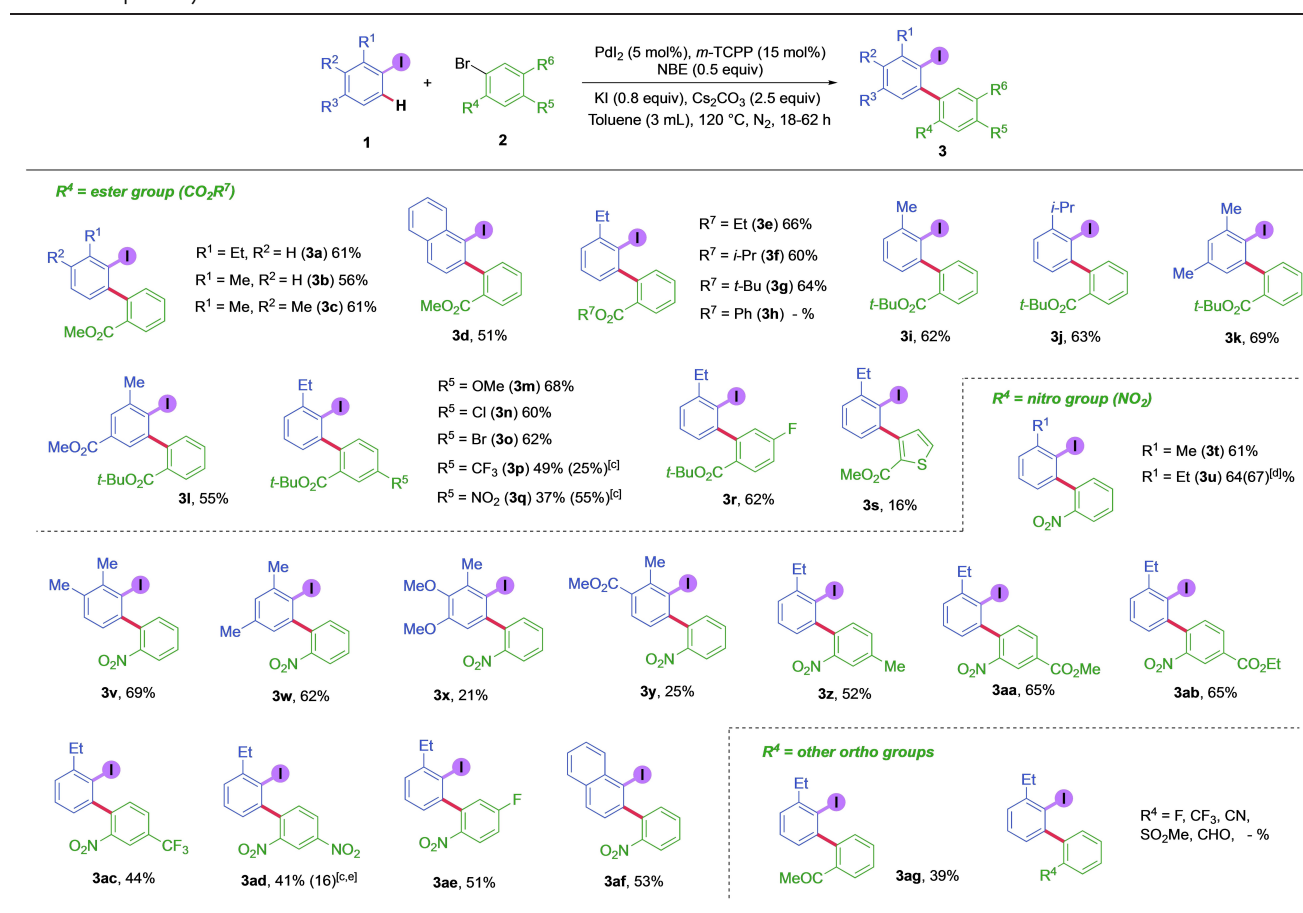 R¹
R² I
R³ H
1
+
Br R⁶
R⁴ R⁵
2
PdI₂ (5 mol%), m-TCPP (15 mol%)
NBE (0.5 equiv)
KI (0.8 equiv), Cs₂CO₃ (2.5 equiv)
Toluene (3 mL), 120 °C, N₂, 18-62 h
R¹
R² I
R³ R⁶
R⁴ R⁵
3
R⁴ = ester group (CO₂R⁷)
R¹
R² I
MeO₂C
R¹ = Et, R² = H (3a) 61%
R¹ = Me, R² = H (3b) 56%
R¹ = Me, R² = Me (3c) 61%
I
MeO₂C
3d, 51%
Et
I
R⁷O₂C
R⁷ = Et (3e) 66%
R⁷ = i-Pr (3f) 60%
R⁷ = t-Bu (3g) 64%
R⁷ = Ph (3h) - %
Me
I
t-BuO₂C
3i, 62%
i-Pr
I
t-BuO₂C
3j, 63%
Me
I
Me
t-BuO₂C
3k, 69%
Me
I
MeO₂C
t-BuO₂C
3l, 55%
Et
I
t-BuO₂C R⁵
R⁵ = OMe (3m) 68%
R⁵ = Cl (3n) 60%
R⁵ = Br (3o) 62%
R⁵ = CF₃ (3p) 49% (25%)[c]
R⁵ = NO₂ (3q) 37% (55%)[c]
Et
I
F
t-BuO₂C
3r, 62%
Et
I
MeO₂C S
3s, 16%
R⁴ = nitro group (NO₂)
R¹
I
O₂N
R¹ = Me (3t) 61%
R¹ = Et (3u) 64(67)[d]%
Me
Me I
O₂N
3v, 69%
Me
I
Me
O₂N
3w, 62%
Me
MeO I
MeO
O₂N
3x, 21%
MeO₂C Me
I
O₂N
3y, 25%
Et
I
O₂N Me
3z, 52%
Et
I
O₂N CO₂Me
3aa, 65%
Et
I
O₂N CO₂Et
3ab, 65%
Et
I
O₂N CF₃
3ac, 44%
Et
I
O₂N NO₂
3ad, 41% (16)[c,e]
Et
I
F
O₂N
3ae, 51%
I
O₂N
3af, 53%
R⁴ = other ortho groups
Et
I
MeOC
3ag, 39%
Et
I
R⁴
R⁴ = F, CF₃, CN,
SO₂Me, CHO, - %